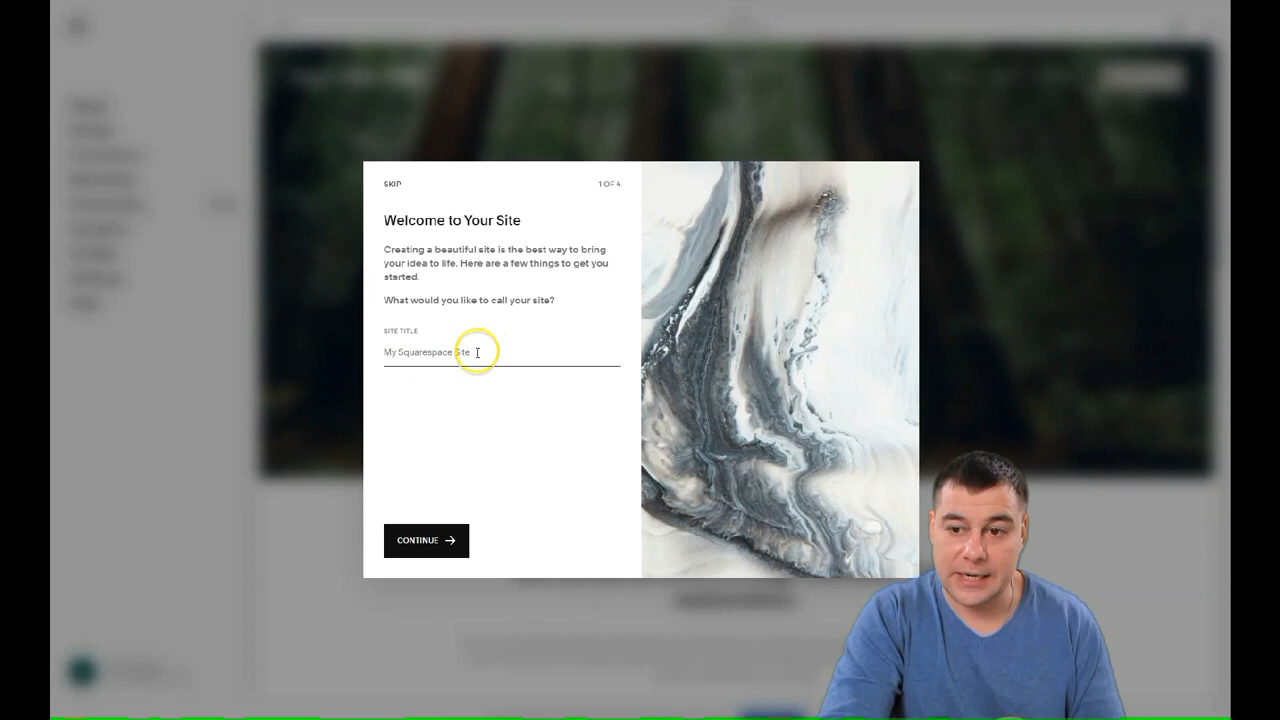 SKIP
1 OF 4
Welcome to Your Site
Creating a beautiful site is the best way to bring
your idea to life. Here are a few things to get you
started.
What would you like to call your site?
SITE TITLE
My Squarespace Site
CONTINUE